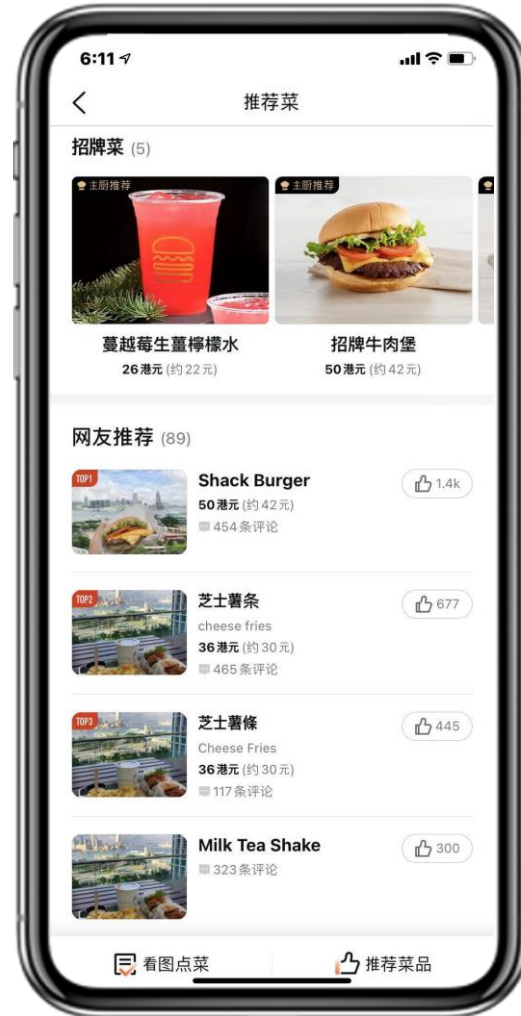 6:11
推荐菜
招牌菜 (5)
主厨推荐
主厨推荐
蔓越莓生薑檸檬水
招牌牛肉堡
26港元 (约22元)
50港元 (约42元)
网友推荐 (89)
TOP1
Shack Burger
1.4k
50港元 (约42元)
454条评论
TOP2
芝士薯条
677
cheese fries
36港元 (约30元)
465条评论
TOP3
芝士薯條
445
Cheese Fries
36港元 (约30元)
117条评论
Milk Tea Shake
300
323条评论
看图点菜
推荐菜品